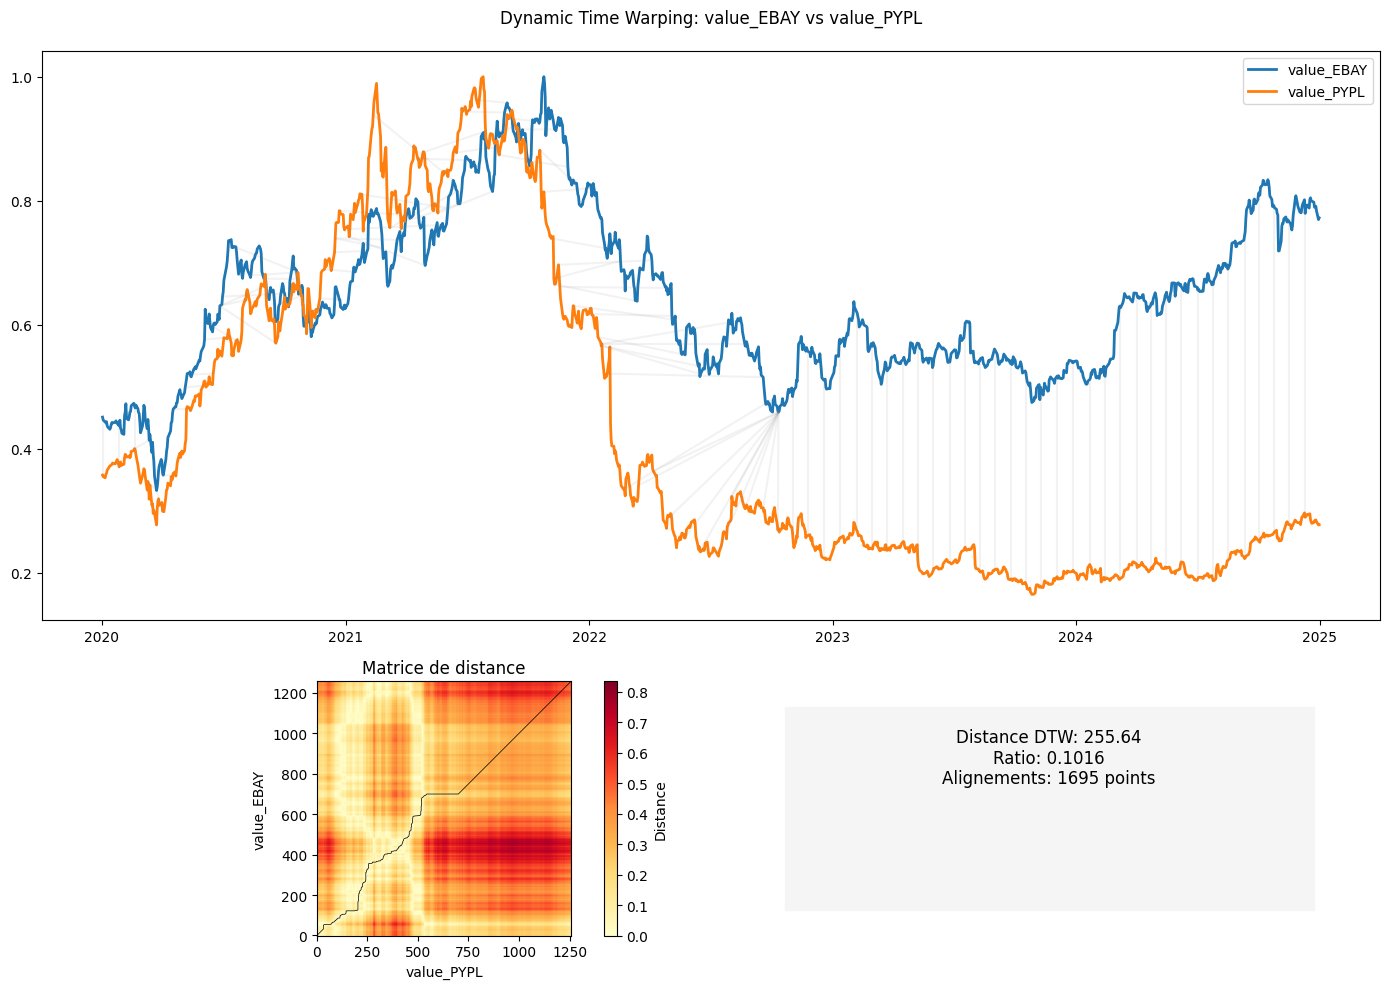 Dynamic Time Warping: value_EBAY vs value_PYPL
value_EBAY
value_PYPL
1.0
0.8
0.6
0.4
0.2
2020 2021 2022 2023 2024 2025
Matrice de distance
value_EBAY
1200
1000
800
600
400
200
0
0 250 500 750 1000 1250
value_PYPL
0.8
0.7
0.6
0.5
0.4
0.3
0.2
0.1
0.0
Distance
Distance DTW: 255.64
Ratio: 0.1016
Alignements: 1695 points